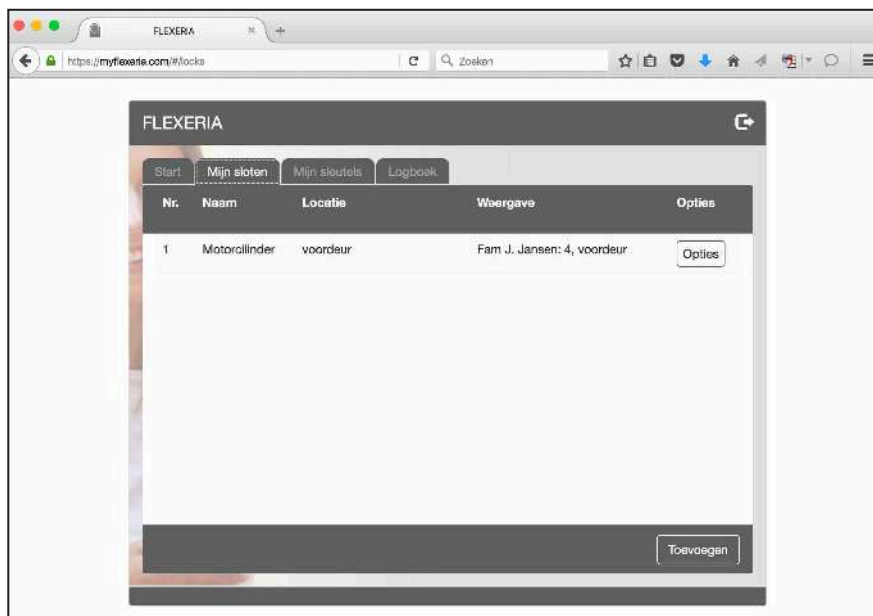 FLEXERIA
https://myflexeria.com/#/locks
Zoeken
FLEXERIA
Start Mijn sloten Mijn sleutels Logboek
Nr. Naam Locatie Weergave Opties
1 Motorcilinder voordeur Fam J. Jansen: 4, voordeur Opties
Toevoegen